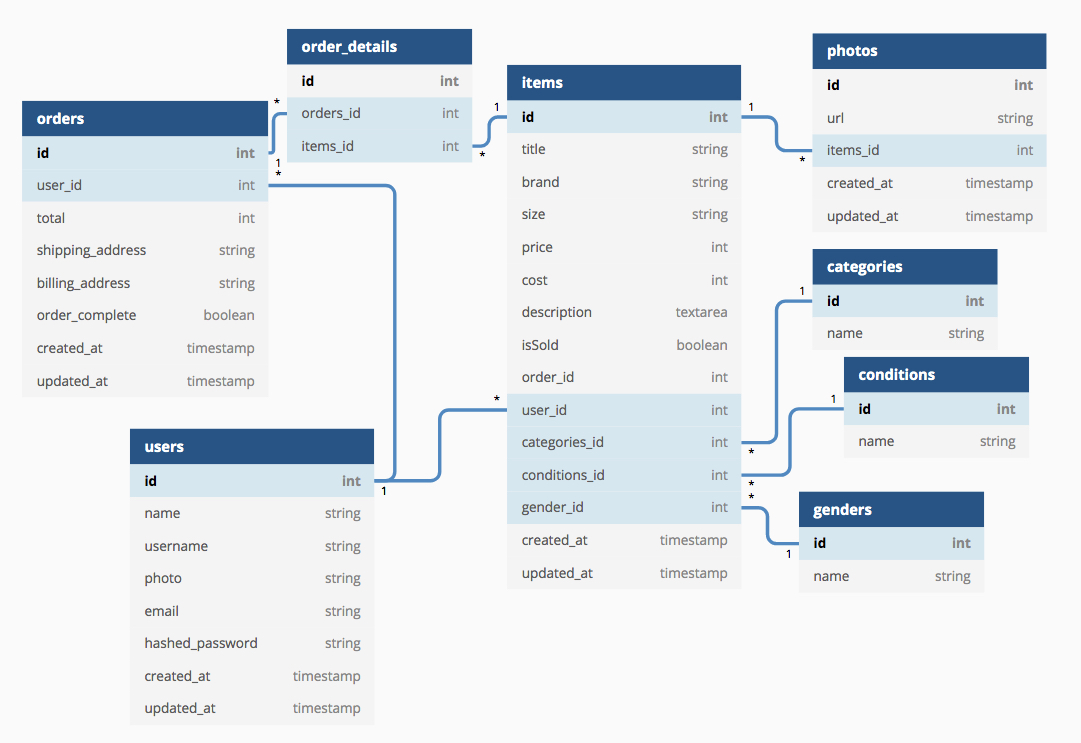 order_details
id int
orders_id int
items_id int
orders
id int
user_id int
total int
shipping_address string
billing_address string
order_complete boolean
created_at timestamp
updated_at timestamp
* 1
*
users
id int
name string
username string
photo string
email string
hashed_password string
created_at timestamp
updated_at timestamp
1
items
id int
title string
brand string
size string
price int
cost int
description textarea
isSold boolean
order_id int
user_id int
categories_id int
conditions_id int
gender_id int
created_at timestamp
updated_at timestamp
1
*
*
1
*
*
*
photos
id int
url string
items_id int
created_at timestamp
updated_at timestamp
*
categories
id int
name string
1
conditions
id int
name string
1
genders
id int
name string
1